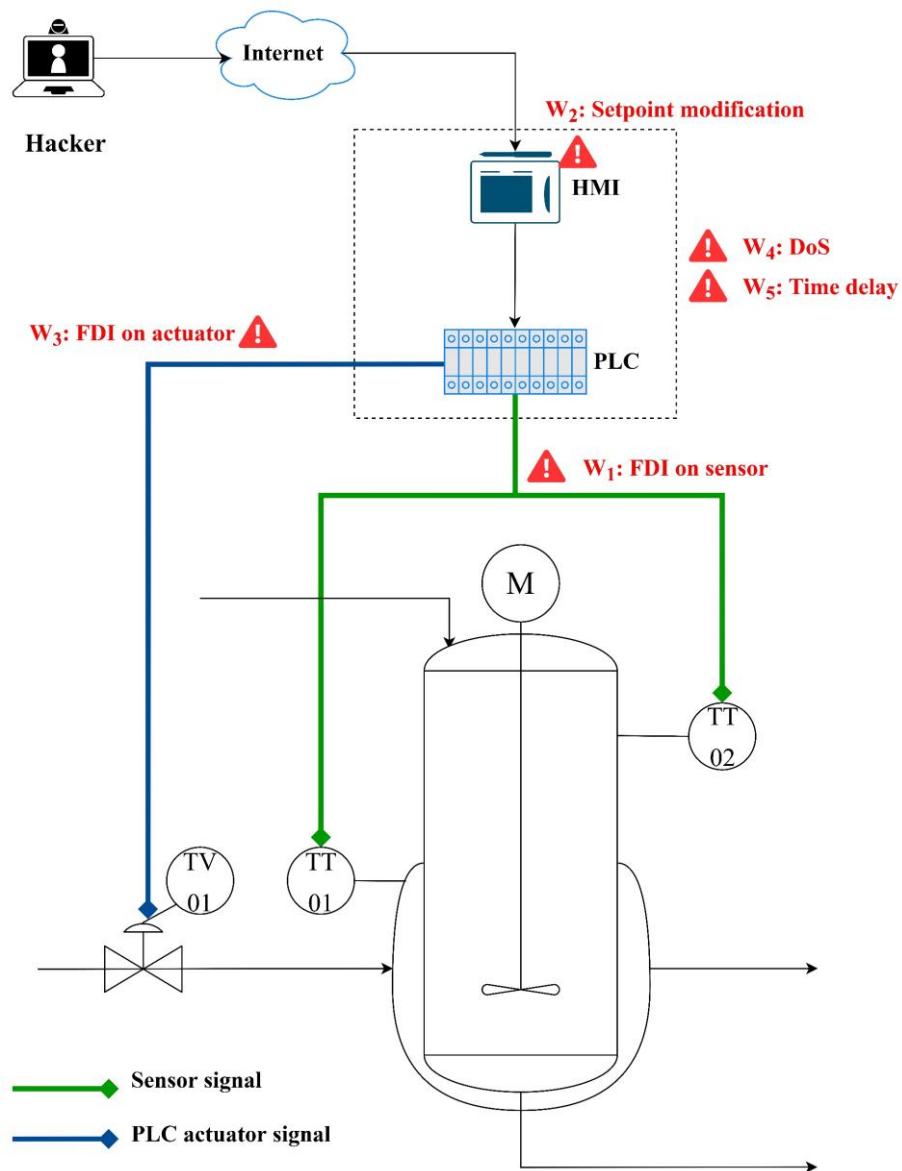 Internet
Hacker
W2: Setpoint modification
HMI
W4: DoS
W5: Time delay
W3: FDI on actuator
PLC
W1: FDI on sensor
M
TT
02
TV
01
TT
01
Sensor signal
PLC actuator signal